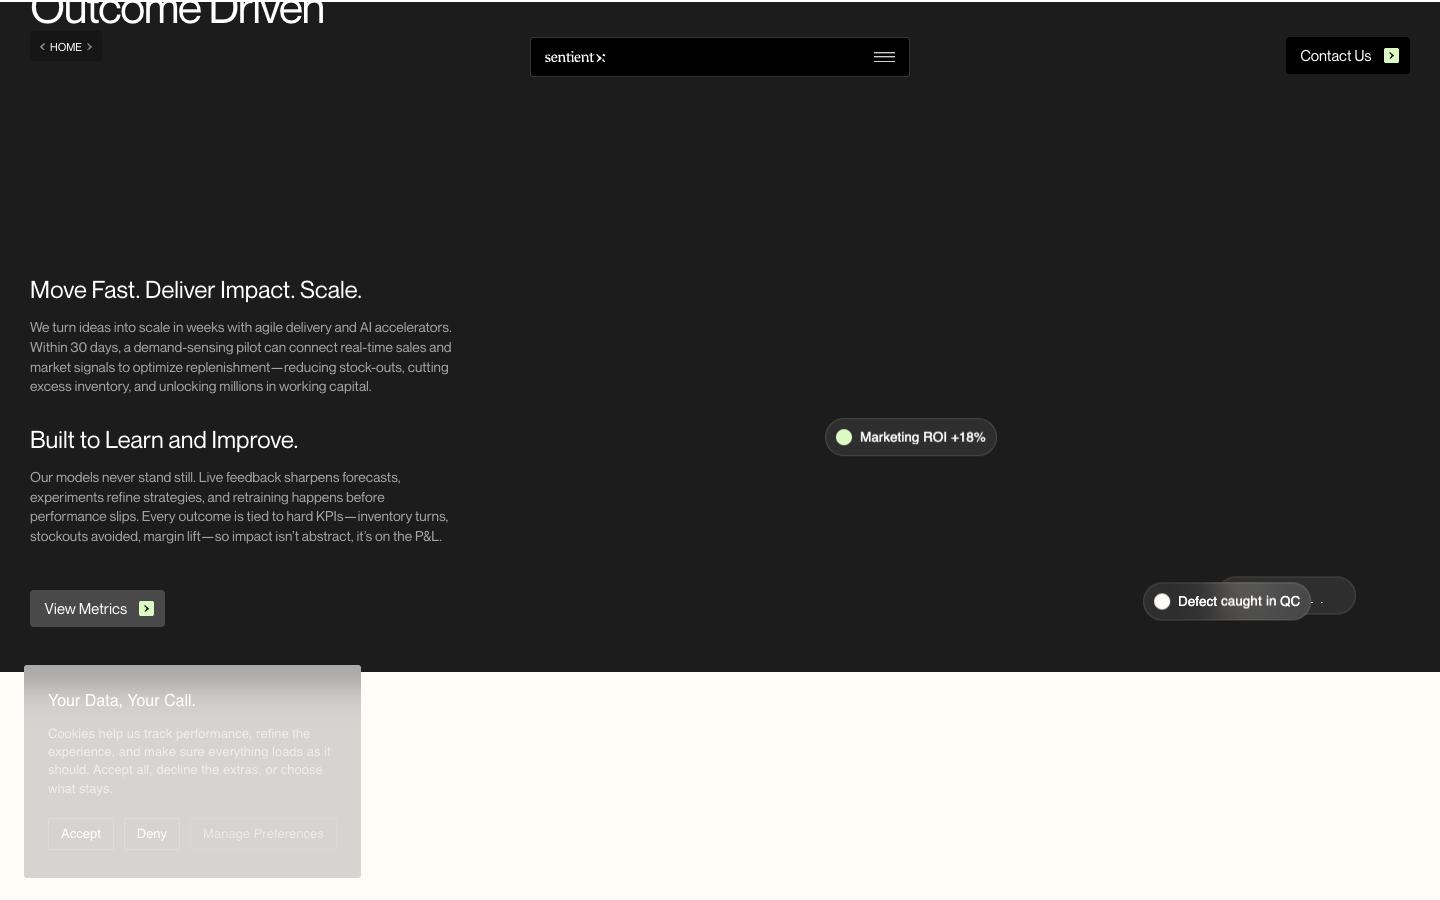 Outcome Driven
HOME
sentient
Contact Us
Move Fast. Deliver Impact. Scale.
We turn ideas into scale in weeks with agile delivery and AI accelerators.
Within 30 days, a demand-sensing pilot can connect real-time sales and
market signals to optimize replenishment—reducing stock-outs, cutting
excess inventory, and unlocking millions in working capital.
Built to Learn and Improve.
Our models never stand still. Live feedback sharpens forecasts,
experiments refine strategies, and retraining happens before
performance slips. Every outcome is tied to hard KPIs—inventory turns,
stockouts avoided, margin lift—so impact isn't abstract, it's on the P&L.
Marketing ROI +18%
Defect caught in QC
View Metrics
Your Data, Your Call.
Cookies help us track performance, refine the
experience, and make sure everything loads as it
should. Accept all, decline the extras, or choose
what stays.
Accept
Deny
Manage Preferences